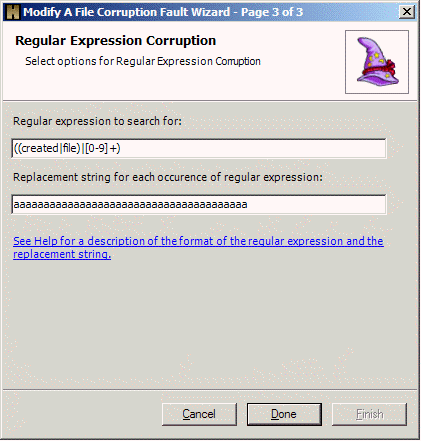 Modify A File Corruption Fault Wizard - Page 3 of 3
Regular Expression Corruption
Select options for Regular Expression Corruption
Regular expression to search for:
((created|file)|[0-9]+)
Replacement string for each occurence of regular expression:
aaaaaaaaaaaaaaaaaaaaaaaaaaaaaaaaaaaaaaa
See Help for a description of the format of the regular expression and the
replacement string.
Cancel
Done
Finish